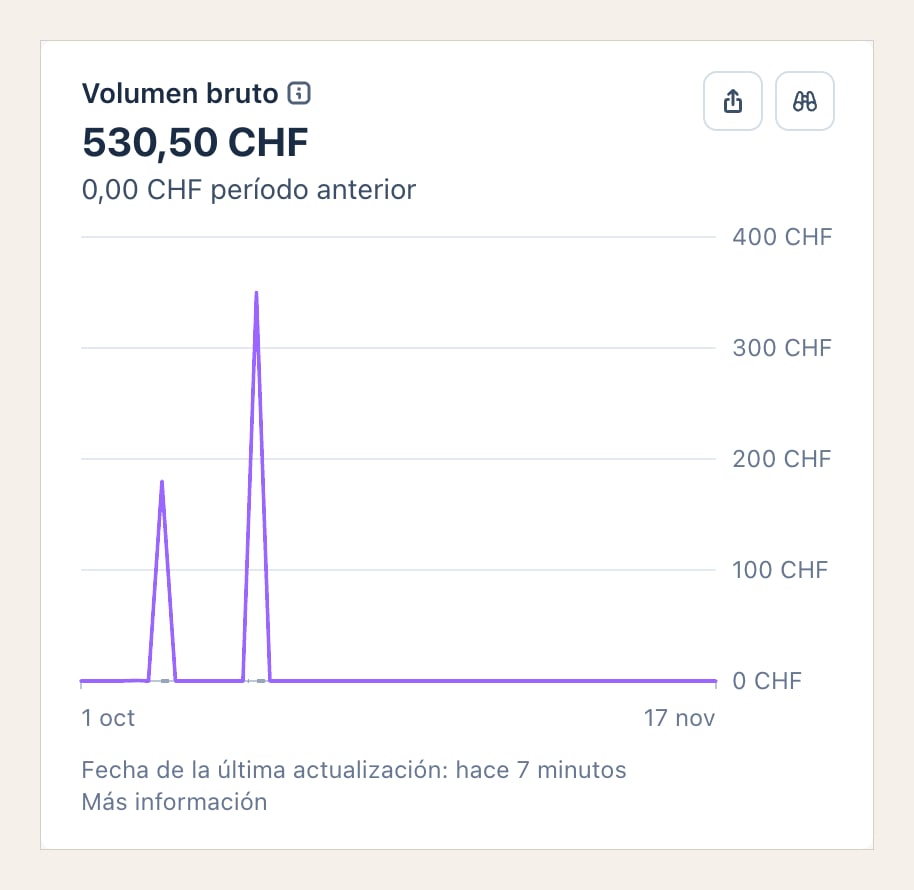 Volumen bruto
530,50 CHF
0,00 CHF período anterior
400 CHF
300 CHF
200 CHF
100 CHF
0 CHF
1 oct
17 nov
Fecha de la última actualización: hace 7 minutos
Más información